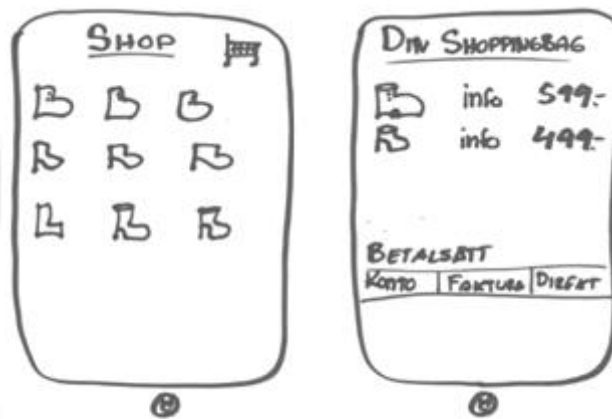 SHOP
DIN SHOPPINGBAG
info 599:-
info 499:-
BETALSÄTT
KONTO FAKTURA DIREKT